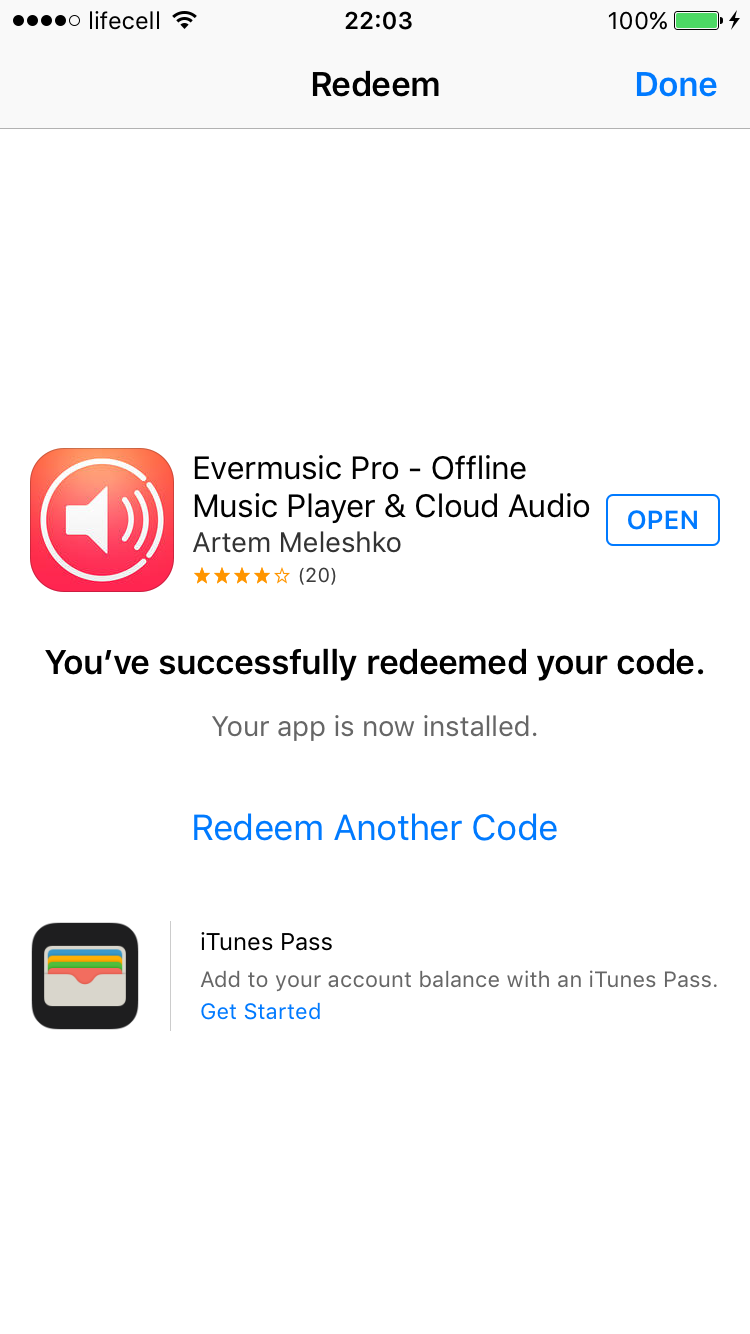 lifecell 22:03 100%
Redeem Done
Evermusic Pro - Offline
Music Player & Cloud Audio
Artem Meleshko
(20)
OPEN
You’ve successfully redeemed your code.
Your app is now installed.
Redeem Another Code
iTunes Pass
Add to your account balance with an iTunes Pass.
Get Started